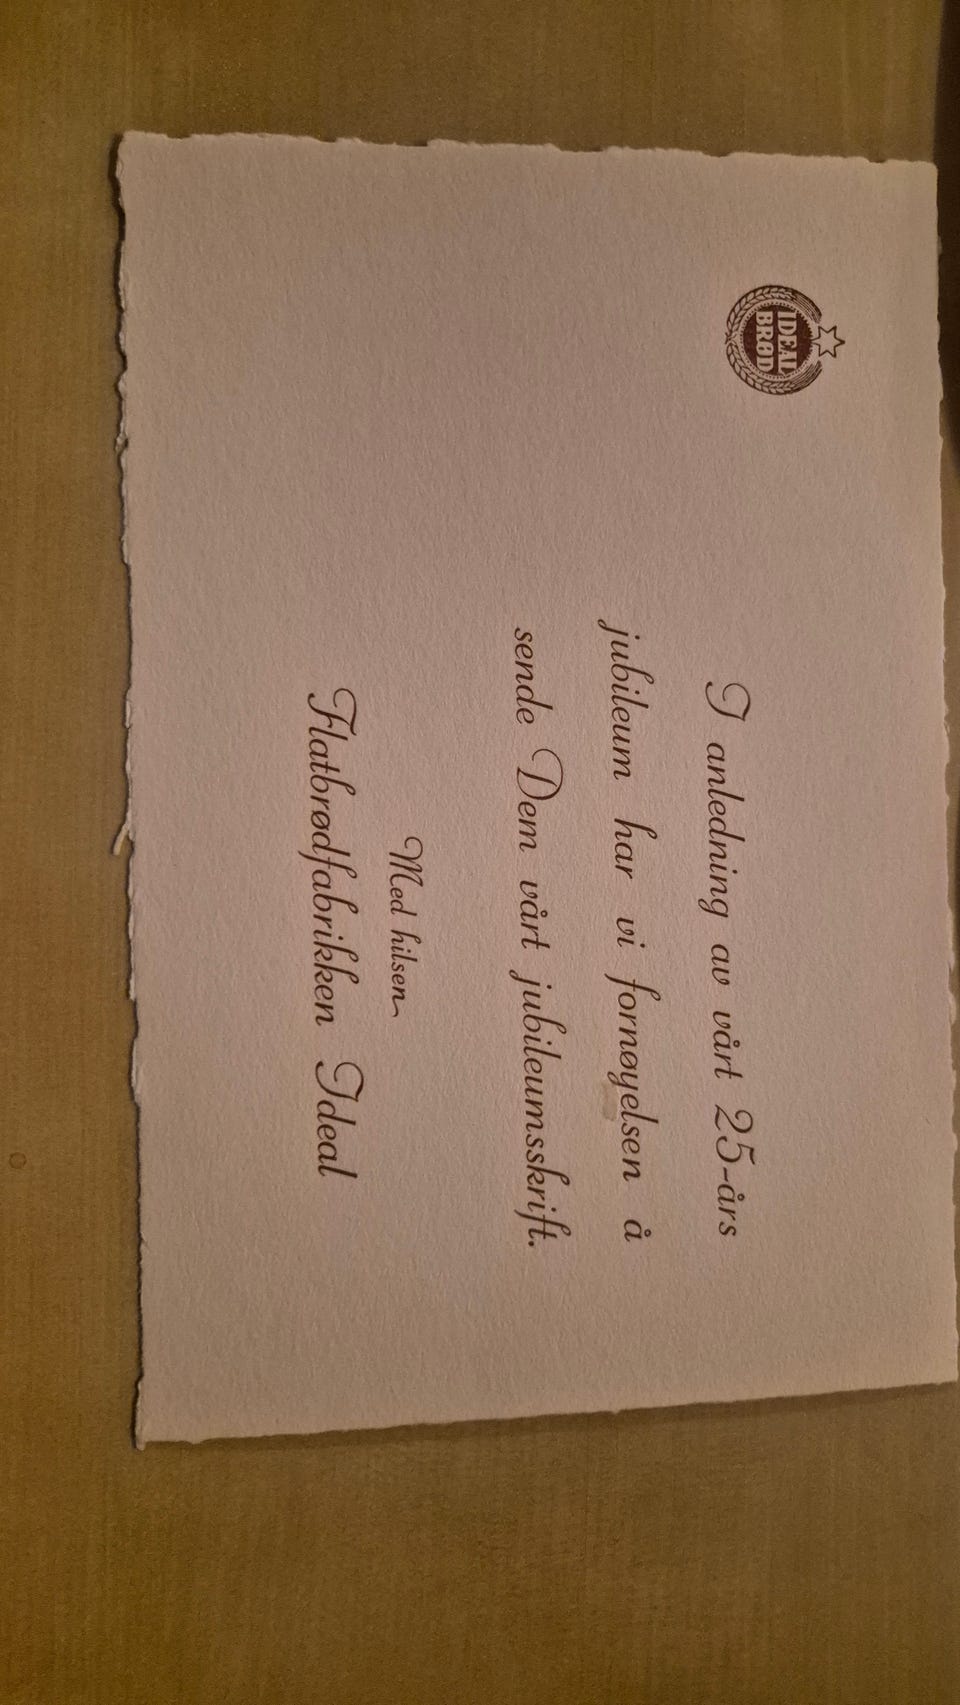 IDEAL
BRØD
I anledning av vårt 25-års
jubileum har vi fornøyelsen å
sende Dem vårt jubileumsskrift.
Med hilsen
Flatbrødfabrikken Ideal